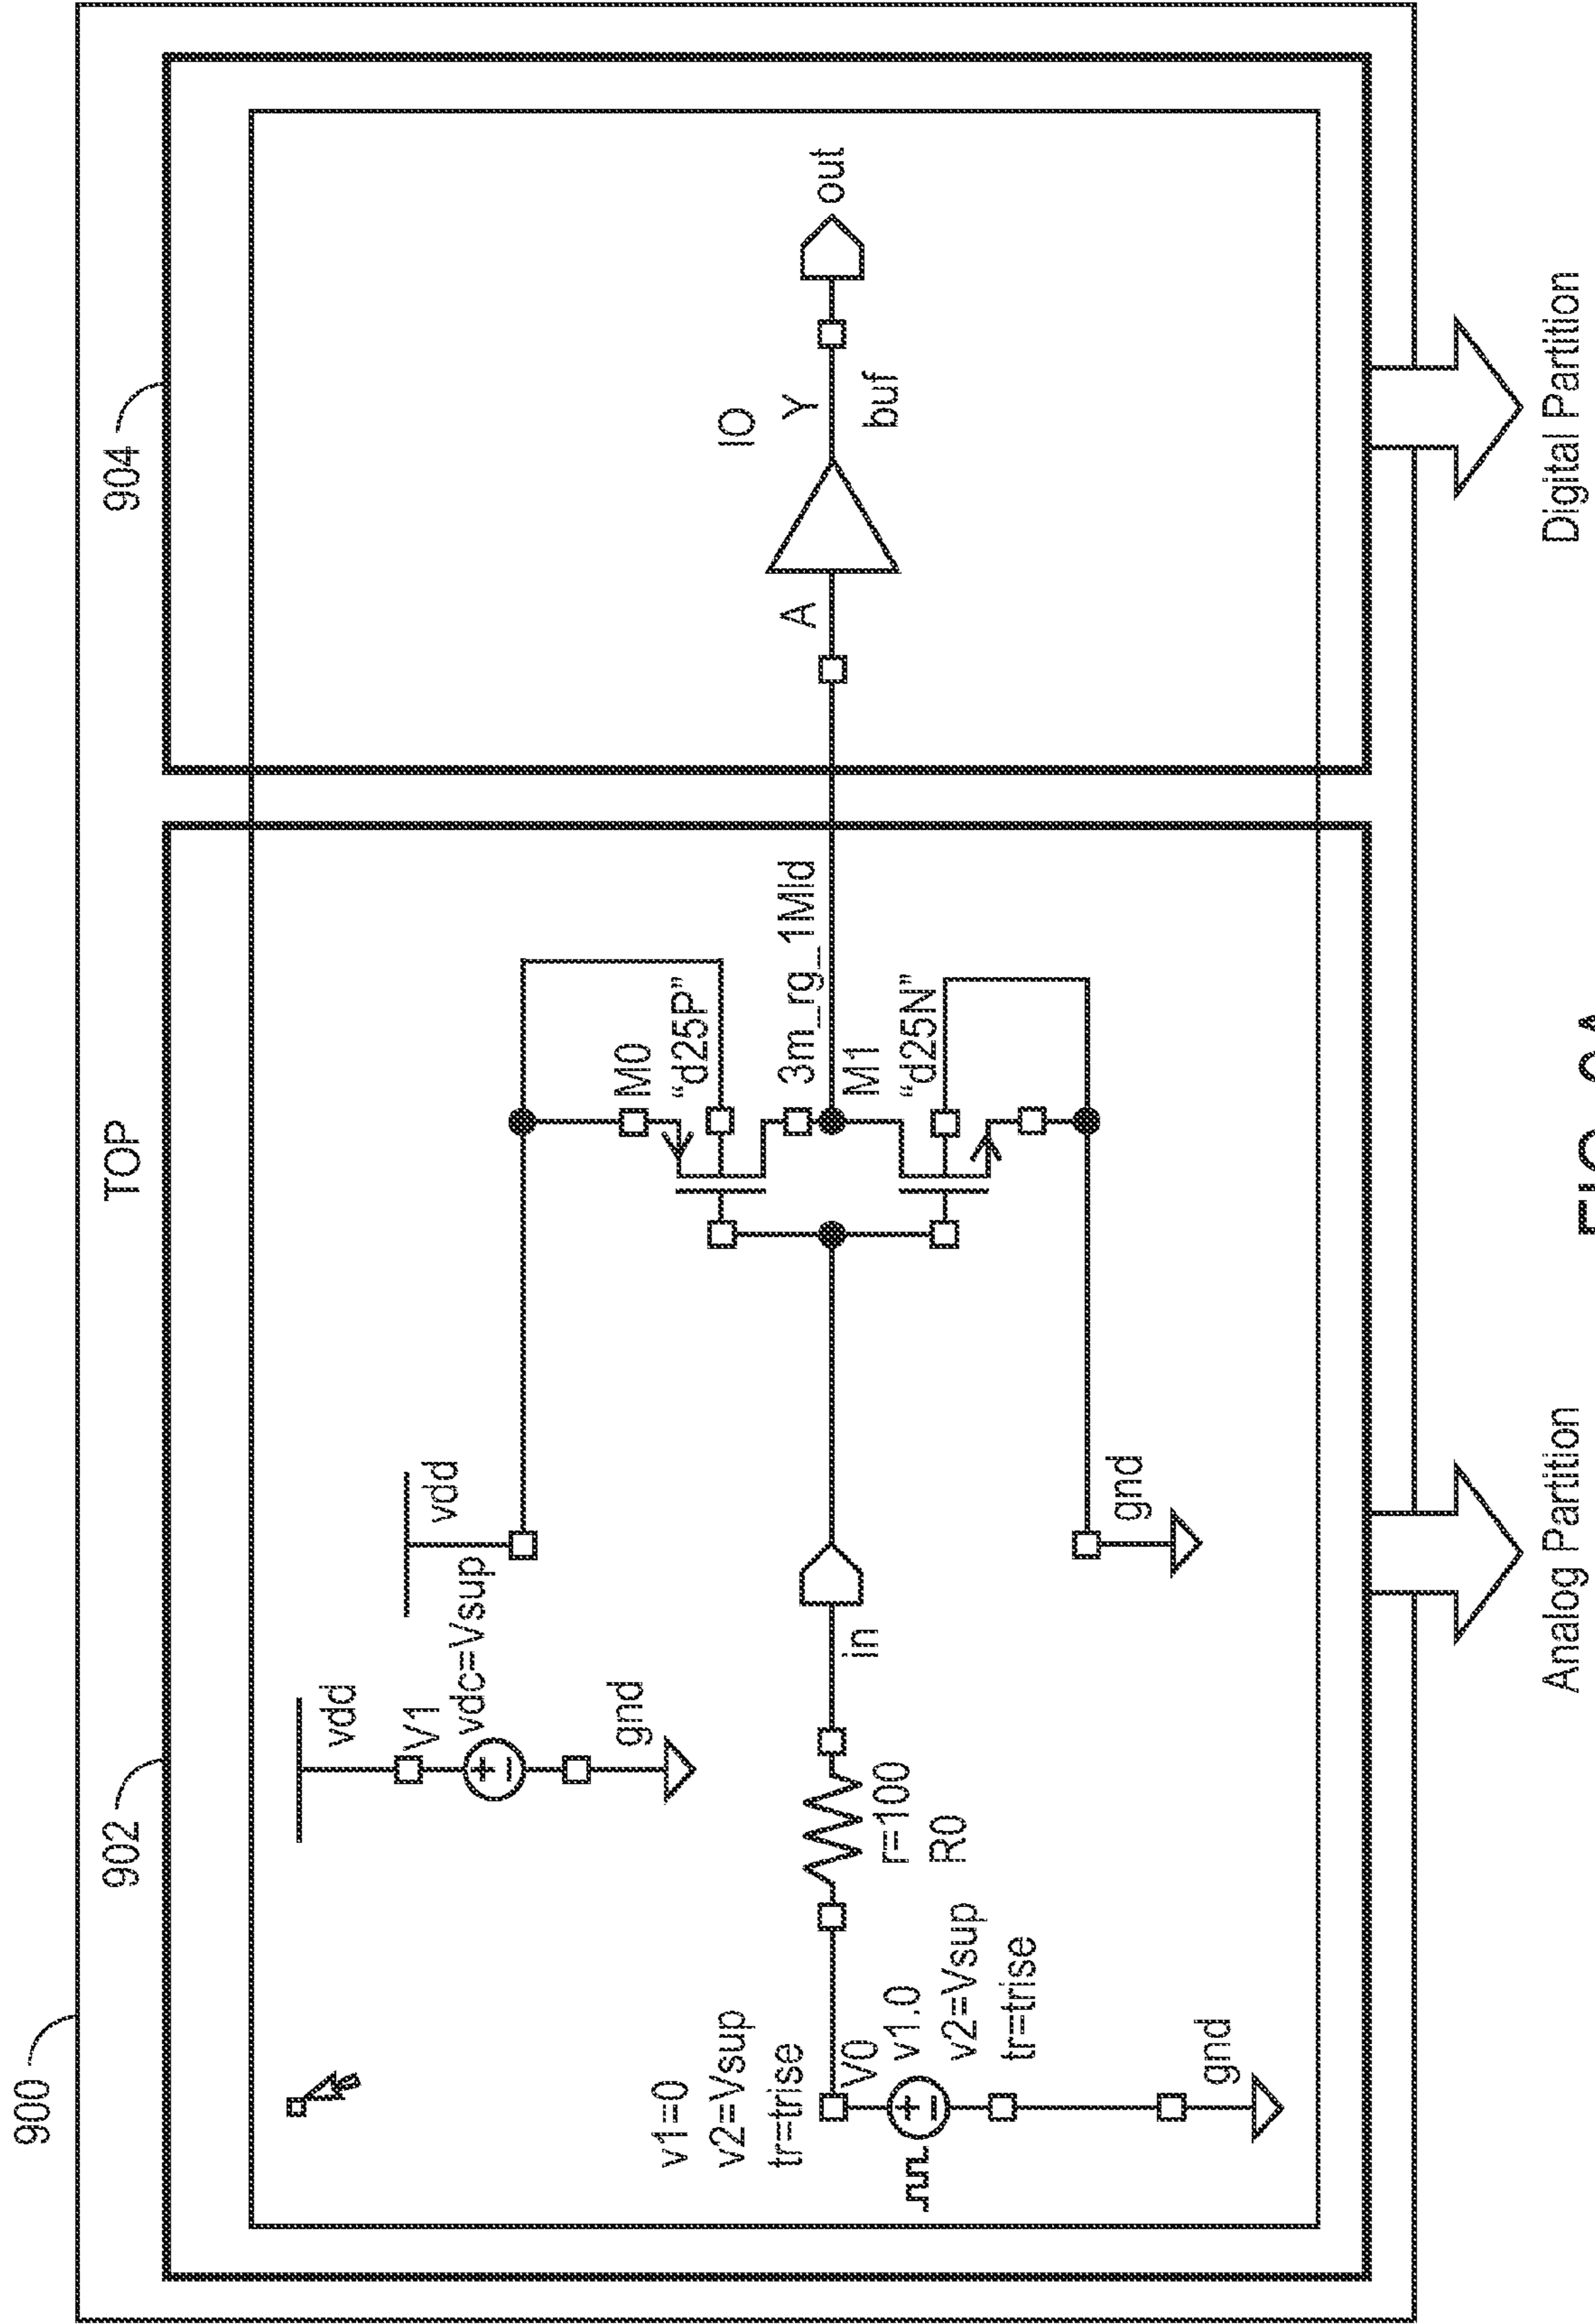 900
TOP
902
904
vdd
V1
vdc=Vsup
gnd
vdd
M0
"d25P"
3m_rg_1Mld
M1
"d25N"
v1=0
v2=Vsup
tr=trise
V0
v1.0
v2=Vsup
tr=trise
gnd
r=100
R0
in
gnd
A
IO
Y
buf
out
Analog Partition
Digital Partition